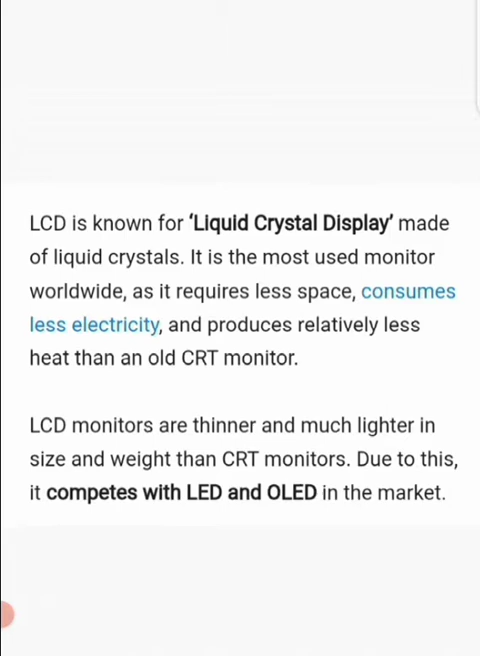 LCD is known for ‘Liquid Crystal Display’ made
of liquid crystals. It is the most used monitor
worldwide, as it requires less space, consumes
less electricity, and produces relatively less
heat than an old CRT monitor.
LCD monitors are thinner and much lighter in
size and weight than CRT monitors. Due to this,
it competes with LED and OLED in the market.